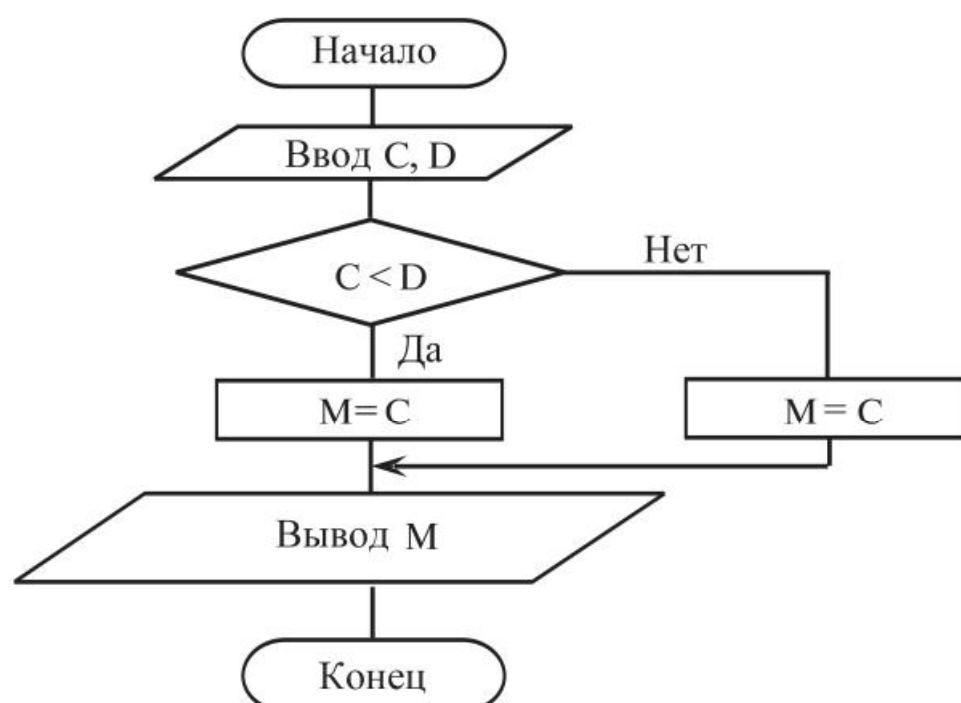 Начало
Ввод C, D
C < D
Нет
Да
M= C
M = C
Вывод M
Конец